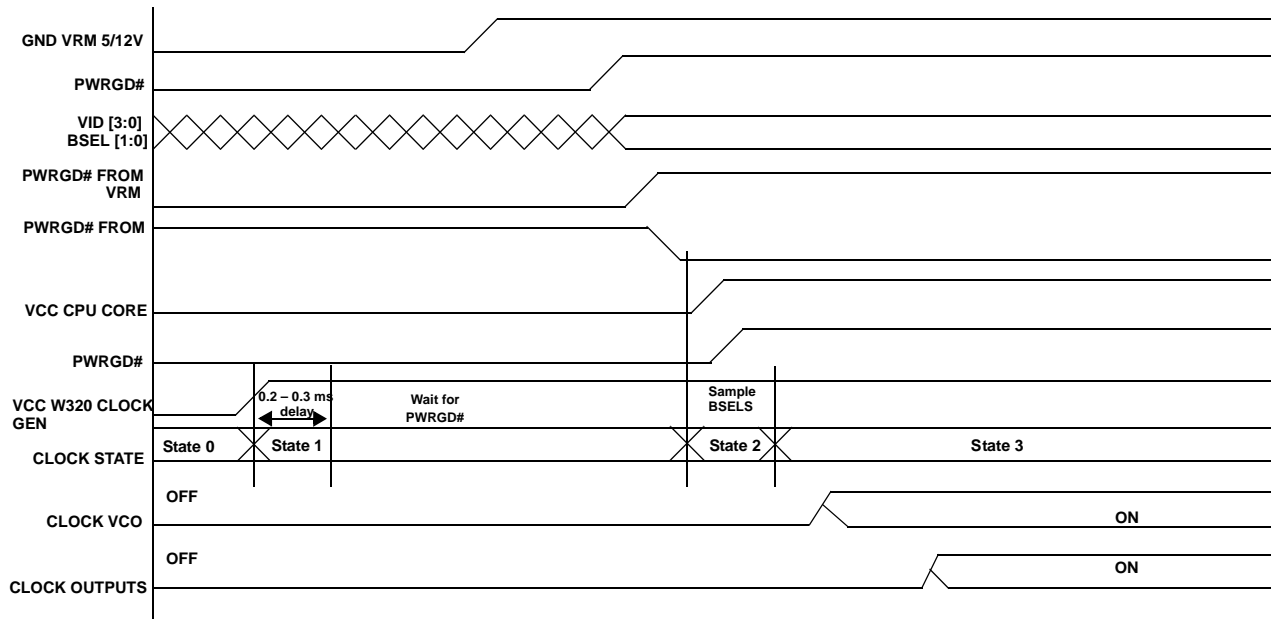 GND VRM 5/12V
PWRGD#
VID [3:0]
BSEL [1:0]
PWRGD# FROM
VRM
PWRGD# FROM
VCC CPU CORE
PWRGD#
VCC W320 CLOCK
GEN
0.2 – 0.3 ms
delay
Wait for
PWRGD#
Sample
BSELS
CLOCK STATE
State 0
State 1
State 2
State 3
OFF
CLOCK VCO
ON
OFF
CLOCK OUTPUTS
ON